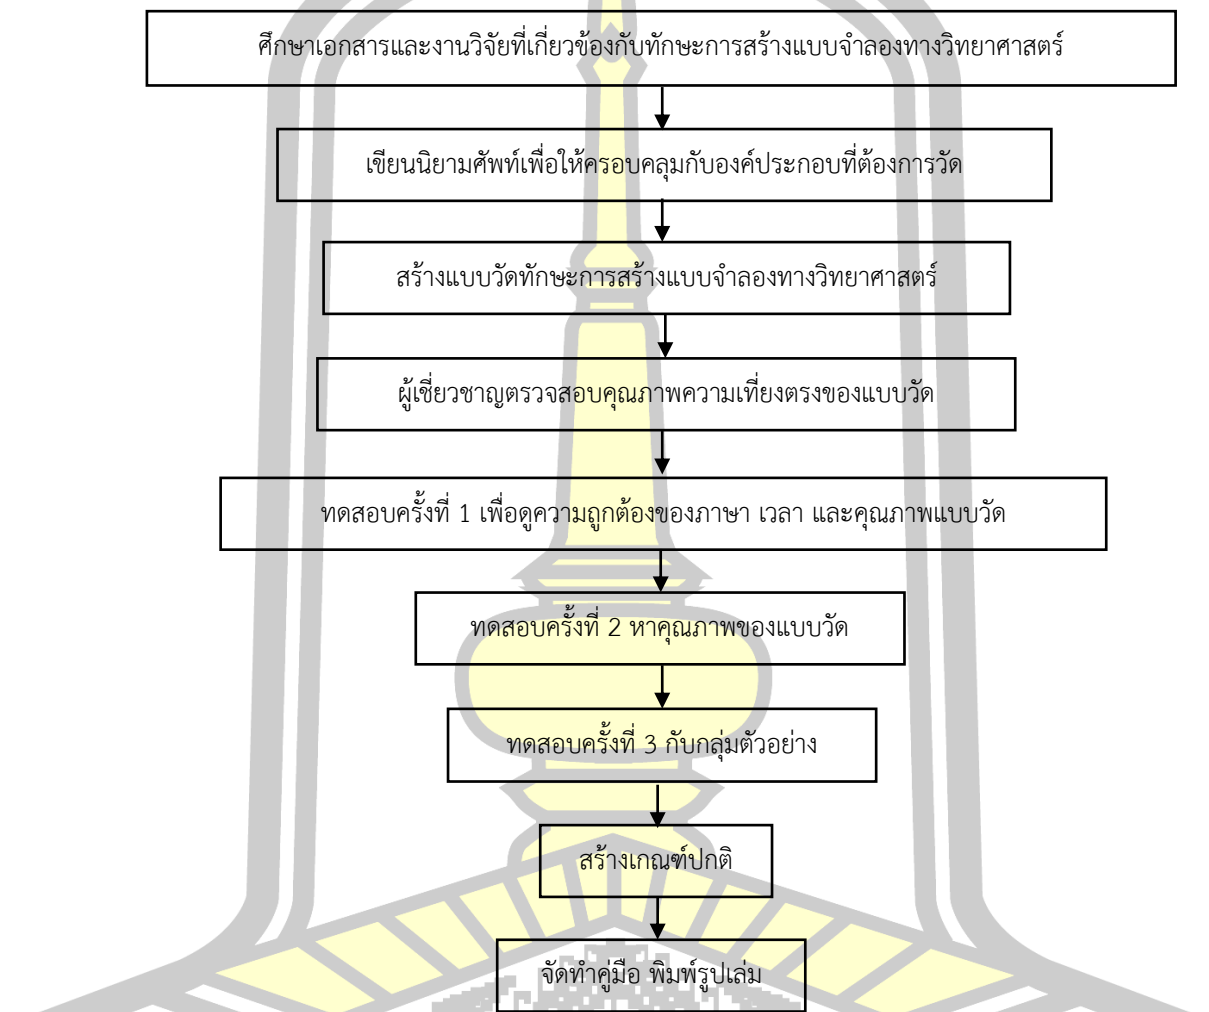 ศึกษาเอกสารและงานวิจัยที่เกี่ยวข้องกับทักษะการสร้างแบบจำลองทางวิทยาศาสตร์
เขียนนิยามศัพท์เพื่อให้ครอบคลุมกับองค์ประกอบที่ต้องการวัด
สร้างแบบวัดทักษะการสร้างแบบจำลองทางวิทยาศาสตร์
ผู้เชี่ยวชาญตรวจสอบคุณภาพความเที่ยงตรงของแบบวัด
ทดสอบครั้งที่ 1 เพื่อดูความถูกต้องของภาษา เวลา และคุณภาพแบบวัด
ทดสอบครั้งที่ 2 หาคุณภาพของแบบวัด
ทดสอบครั้งที่ 3 กับกลุ่มตัวอย่าง
สร้างเกณฑ์ปกติ
จัดทำคู่มือ พิมพ์รูปเล่ม